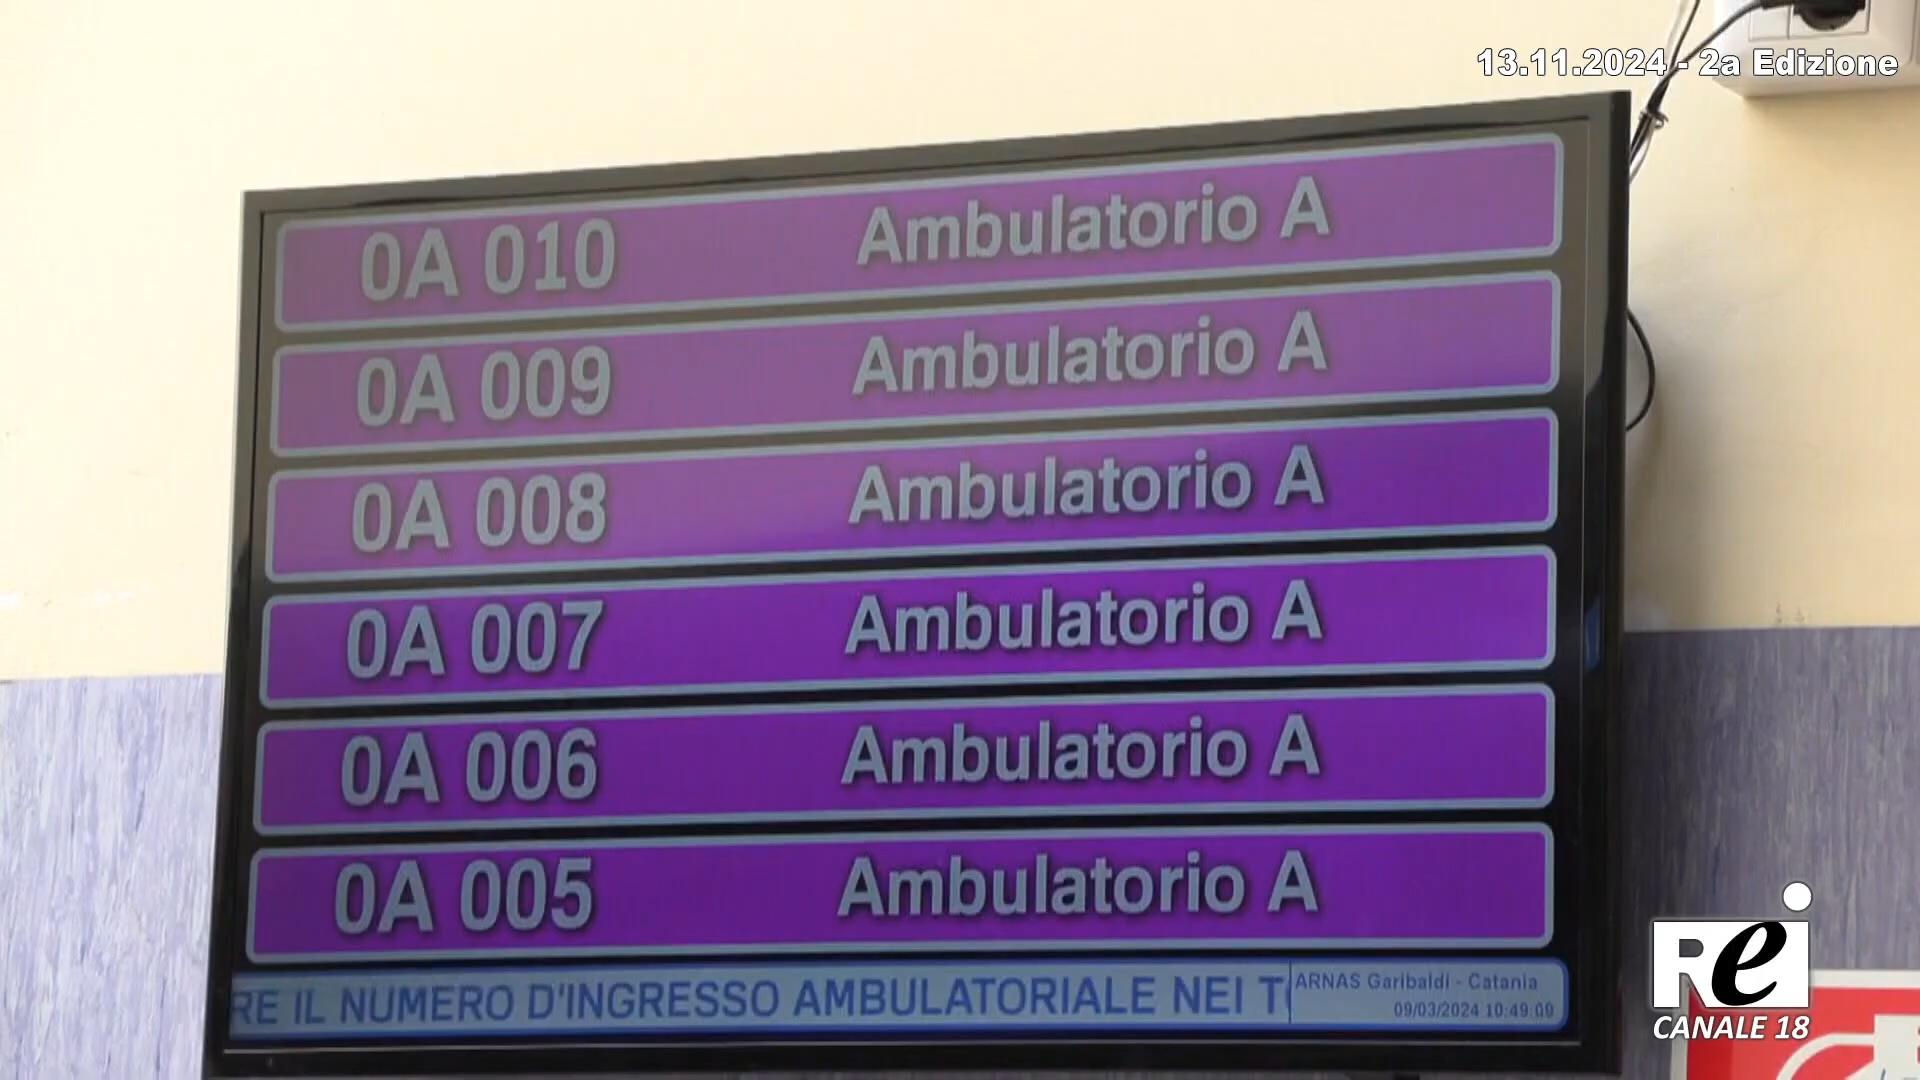 13.11.2024 - 2a Edizione
0A 010 Ambulatorio A
0A 009 Ambulatorio A
0A 008 Ambulatorio A
0A 007 Ambulatorio A
0A 006 Ambulatorio A
0A 005 Ambulatorio A
RE IL NUMERO D'INGRESSO AMBULATORIALE NEI T
ARNAS Garibaldi - Catania
09/03/2024 10:49:09
Rei
CANALE 18